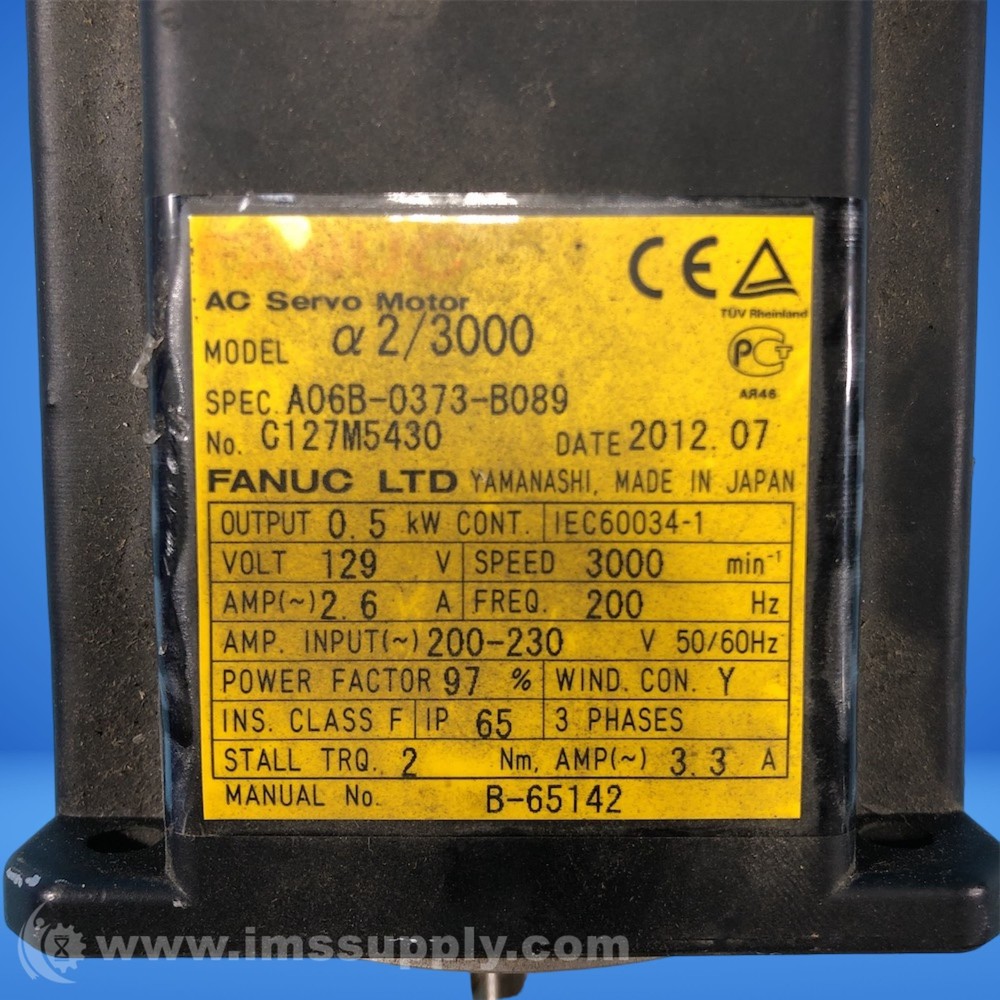 CE
TÜV Rheinland
AC Servo Motor
MODEL α2/3000
PCT
АЯ46
SPEC. A06B-0373-B089
No. C127M5430 DATE 2012.07
FANUC LTD YAMANASHI, MADE IN JAPAN
OUTPUT 0.5 kW CONT. IEC60034-1
VOLT 129 V SPEED 3000 min⁻¹
AMP(~) 2.6 A FREQ. 200 Hz
AMP. INPUT(~) 200-230 V 50/60Hz
POWER FACTOR 97 % WIND. CON. Y
INS. CLASS F IP 65 3 PHASES
STALL TRQ. 2 Nm, AMP(~) 3.3 A
MANUAL No. B-65142
www.imssupply.com